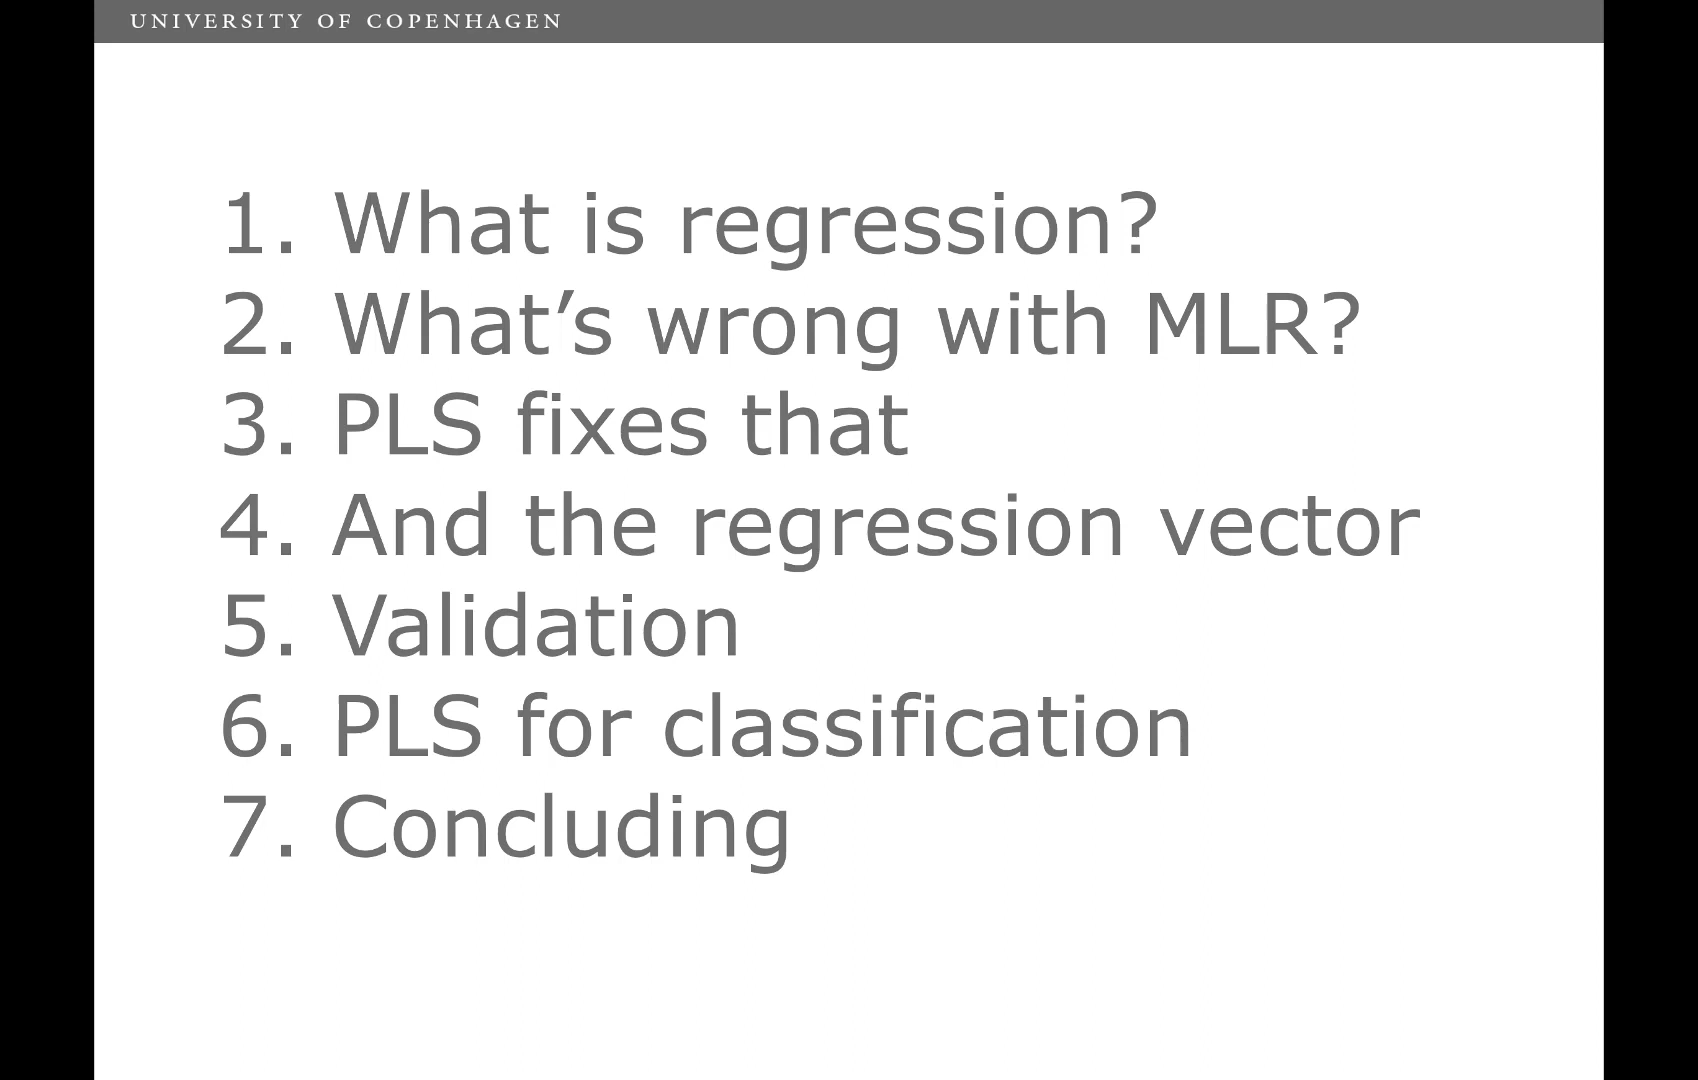 UNIVERSITY OF COPENHAGEN
1. What is regression?
2. What’s wrong with MLR?
3. PLS fixes that
4. And the regression vector
5. Validation
6. PLS for classification
7. Concluding